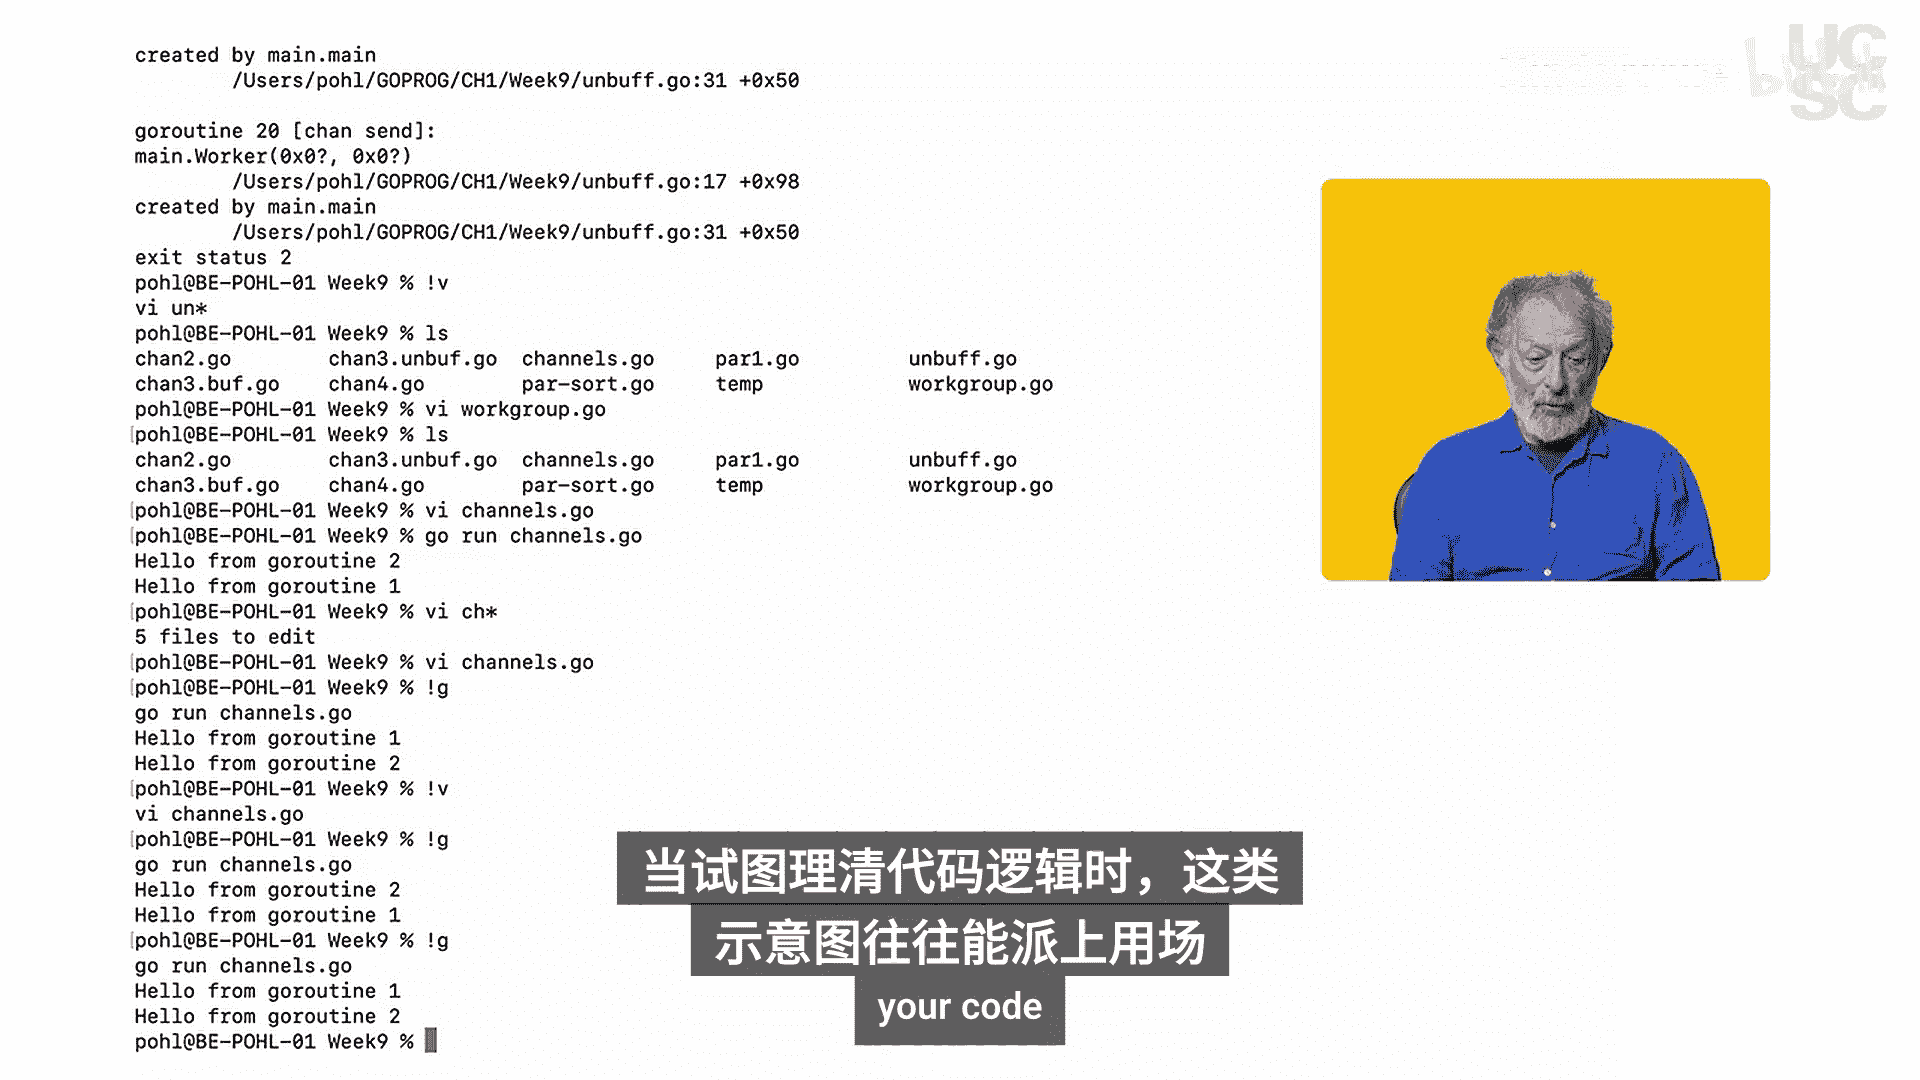 created by main.main
/Users/pohl/GOPROG/CH1/Week9/unbuff.go:31 +0x50
goroutine 20 [chan send]:
main.Worker(0x0?, 0x0?)
/Users/pohl/GOPROG/CH1/Week9/unbuff.go:17 +0x98
created by main.main
/Users/pohl/GOPROG/CH1/Week9/unbuff.go:31 +0x50
exit status 2
pohl@BE-POHL-01 Week9 % !v
vi un*
pohl@BE-POHL-01 Week9 % ls
chan2.go chan3.unbuf.go channels.go par1.go unbuff.go
chan3.buf.go chan4.go par-sort.go temp workgroup.go
pohl@BE-POHL-01 Week9 % vi workgroup.go
[pohl@BE-POHL-01 Week9 % ls
chan2.go chan3.unbuf.go channels.go par1.go unbuff.go
chan3.buf.go chan4.go par-sort.go temp workgroup.go
[pohl@BE-POHL-01 Week9 % vi channels.go
[pohl@BE-POHL-01 Week9 % go run channels.go
Hello from goroutine 2
Hello from goroutine 1
[pohl@BE-POHL-01 Week9 % vi ch*
5 files to edit
[pohl@BE-POHL-01 Week9 % vi channels.go
[pohl@BE-POHL-01 Week9 % !g
go run channels.go
Hello from goroutine 1
Hello from goroutine 2
[pohl@BE-POHL-01 Week9 % !v
vi channels.go
[pohl@BE-POHL-01 Week9 % !g
go run channels.go
Hello from goroutine 2
Hello from goroutine 1
[pohl@BE-POHL-01 Week9 % !g
go run channels.go
Hello from goroutine 1
Hello from goroutine 2
pohl@BE-POHL-01 Week9 %
UC
SC
当试图理清代码逻辑时，这类
示意图往往能派上用场
your code